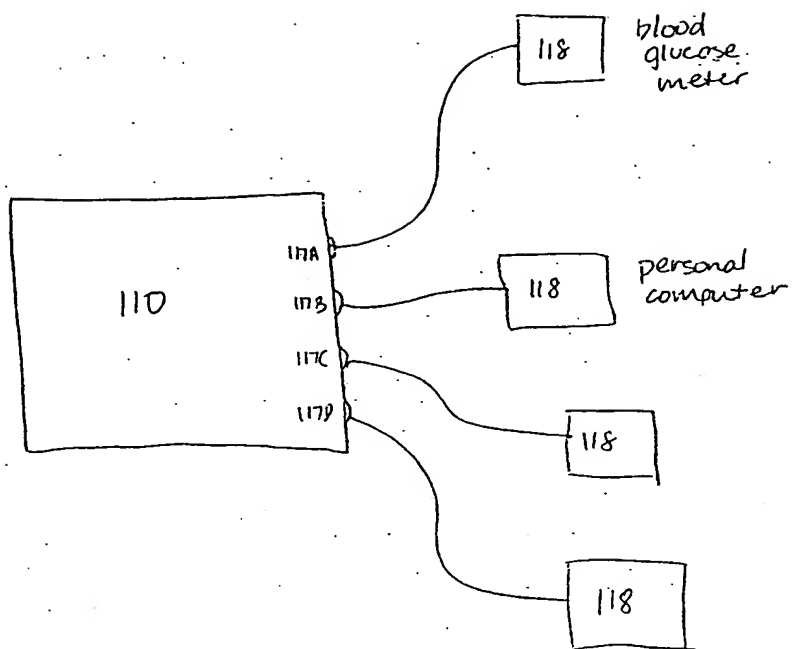 118
blood
glucose
meter
117A
110
117B
118
personal
computer
117C
117D
118
118